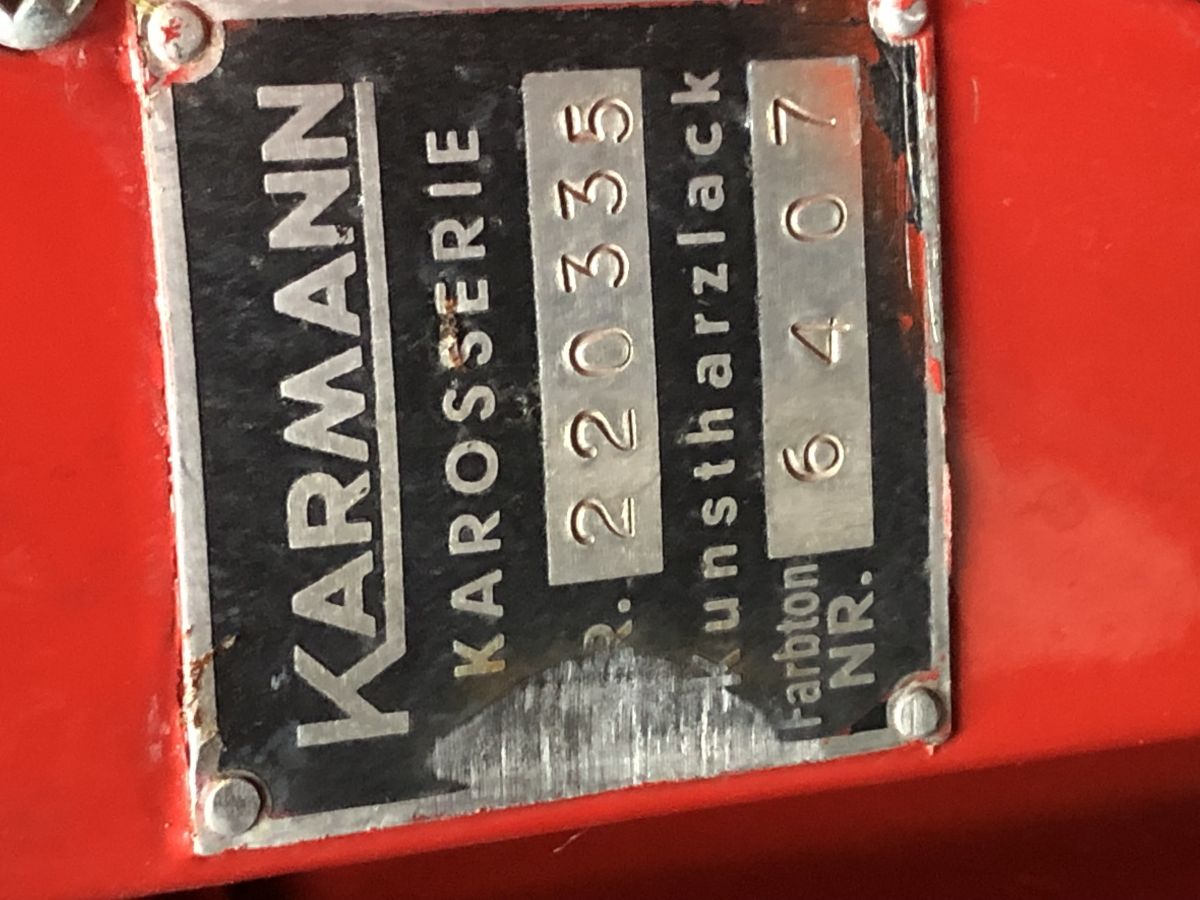 KARMANN
KAROSSERIE
R. 220335
kunstharzlack
Farbton
NR. 6407